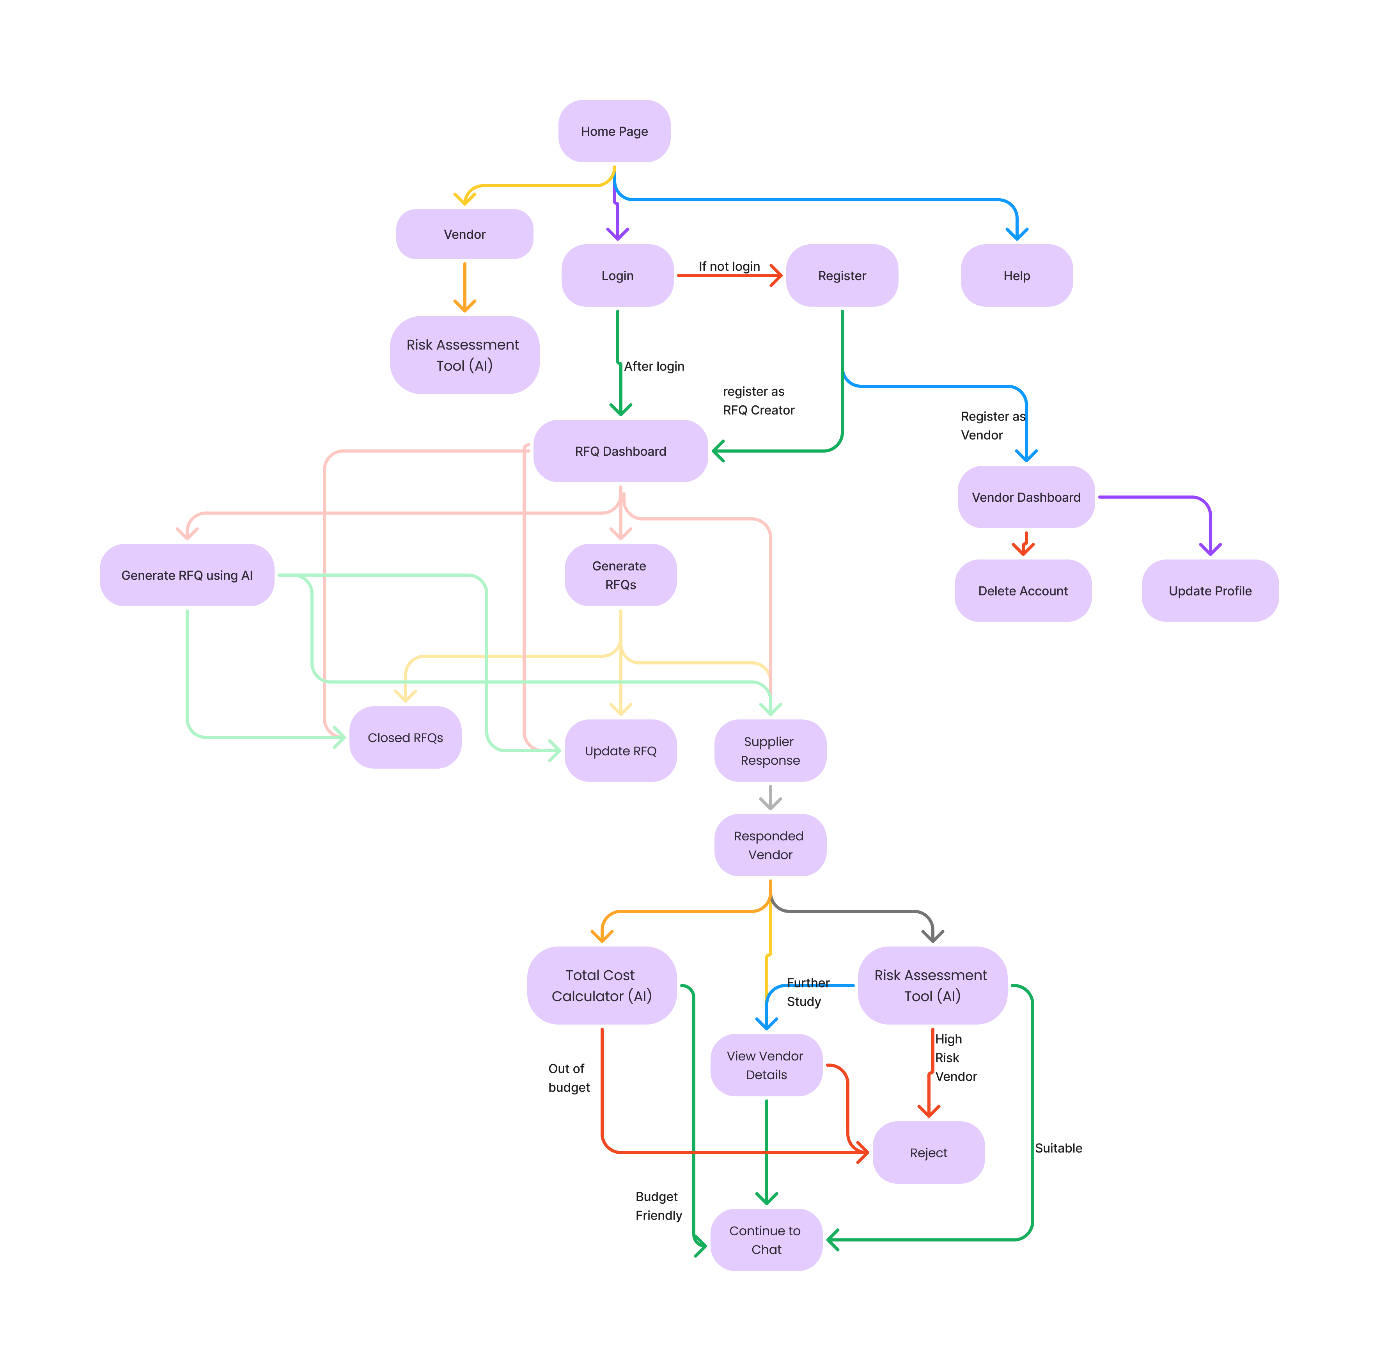 Home Page
Vendor
Login
If not login
Register
Help
Risk Assessment
Tool (AI)
After login
register as
RFQ Creator
Register as
Vendor
RFQ Dashboard
Vendor Dashboard
Generate RFQ using AI
Generate
RFQs
Delete Account
Update Profile
Closed RFQs
Update RFQ
Supplier
Response
Responded
Vendor
Total Cost
Calculator (AI)
Further
Study
Risk Assessment
Tool (AI)
Out of
budget
View Vendor
Details
High
Risk
Vendor
Reject
Suitable
Budget
Friendly
Continue to
Chat